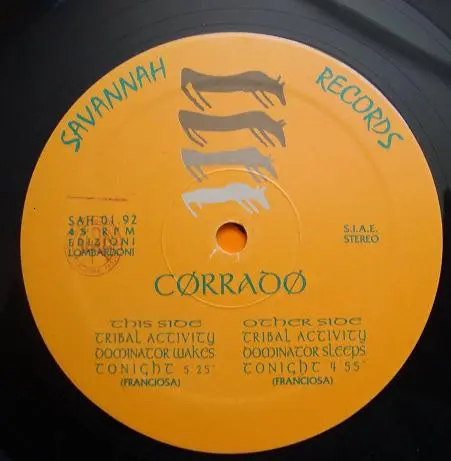 SAVANNAH RECORDS
SAH 01.92
45 RPM
EDIZIONI
LOMBARDONI
S.I.A.E.
STEREO
CØRRADØ
THIS SIDE
TRIBAL ACTIVITY
DOMINATOR WAKES
TONIGHT 5'25"
(FRANCIOSA)
OTHER SIDE
TRIBAL ACTIVITY
DOMINATOR SLEEPS
TONIGHT 4'55"
(FRANCIOSA)